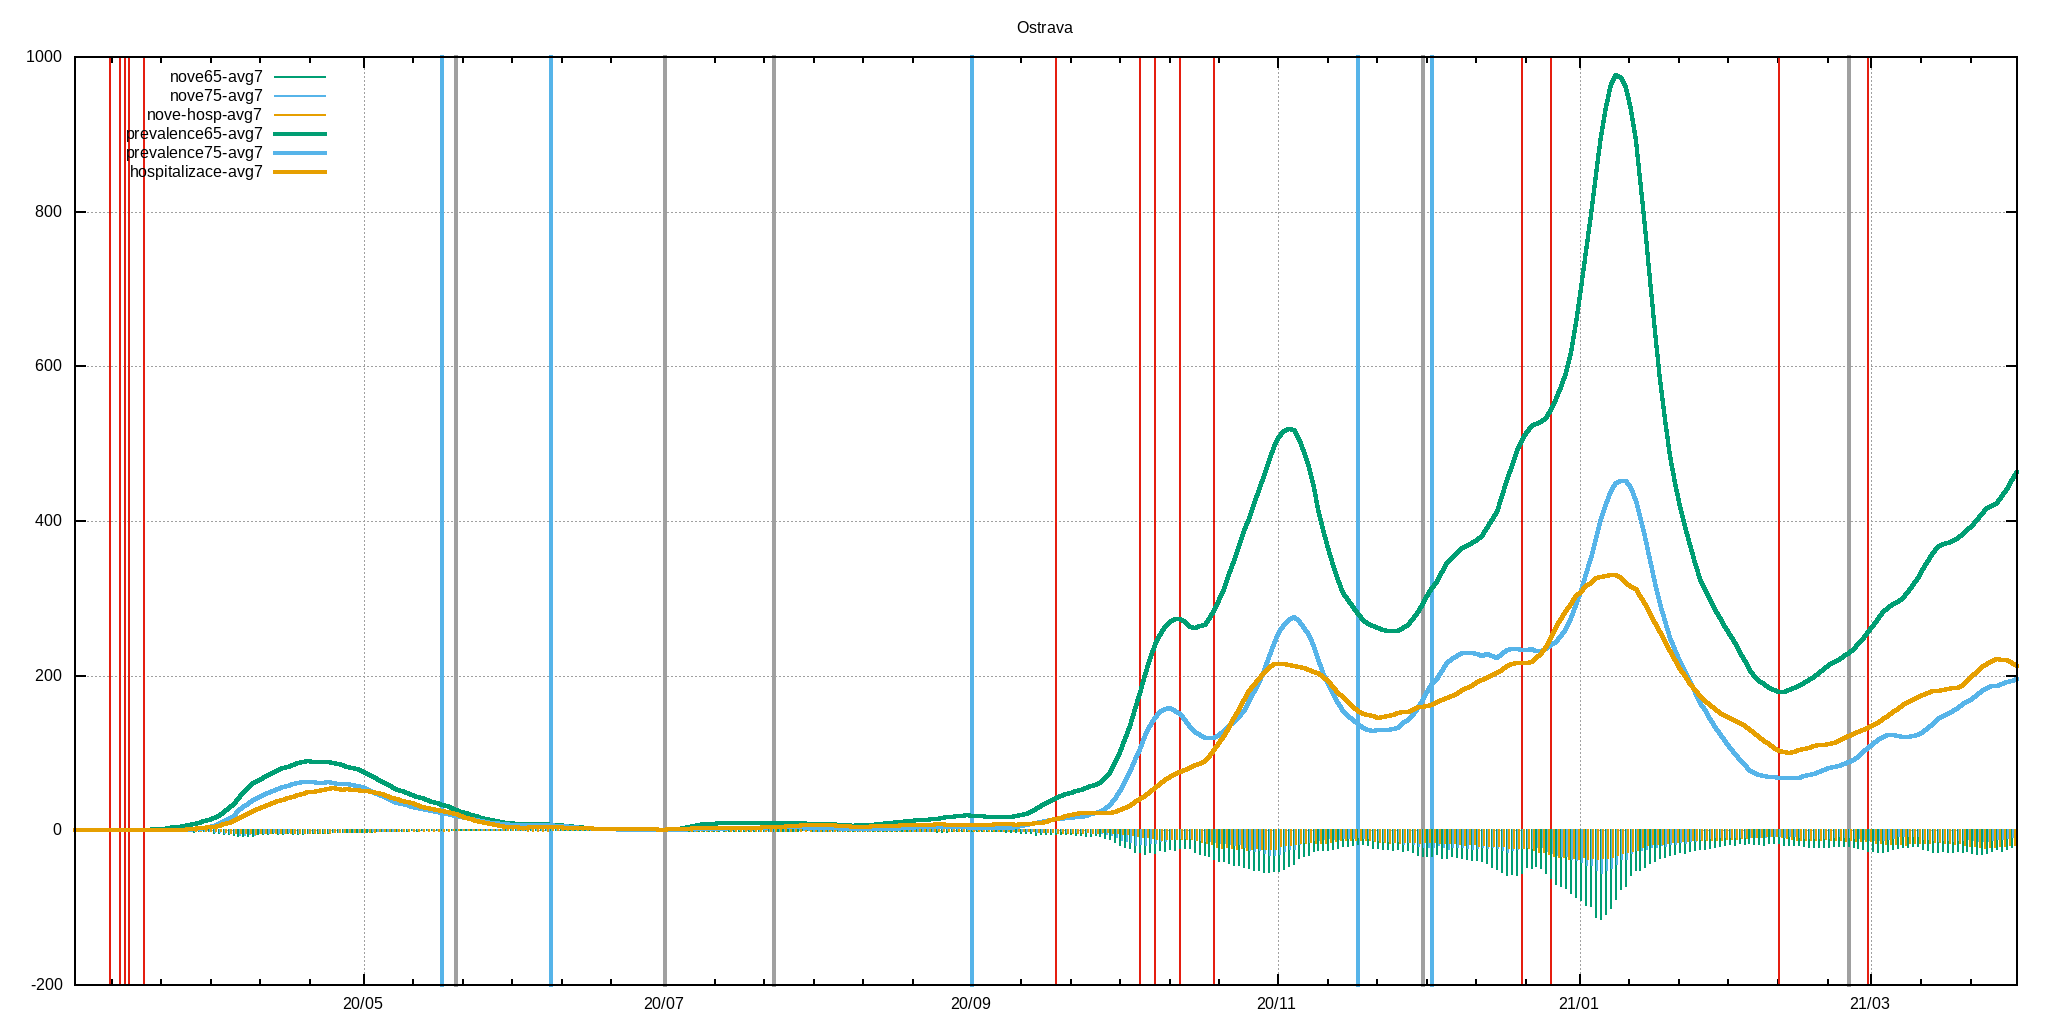 Ostrava
1000
800
600
400
200
0
-200
nove65-avg7
nove75-avg7
nove-hosp-avg7
prevalence65-avg7
prevalence75-avg7
hospitalizace-avg7
20/05 20/07 20/09 20/11 21/01 21/03